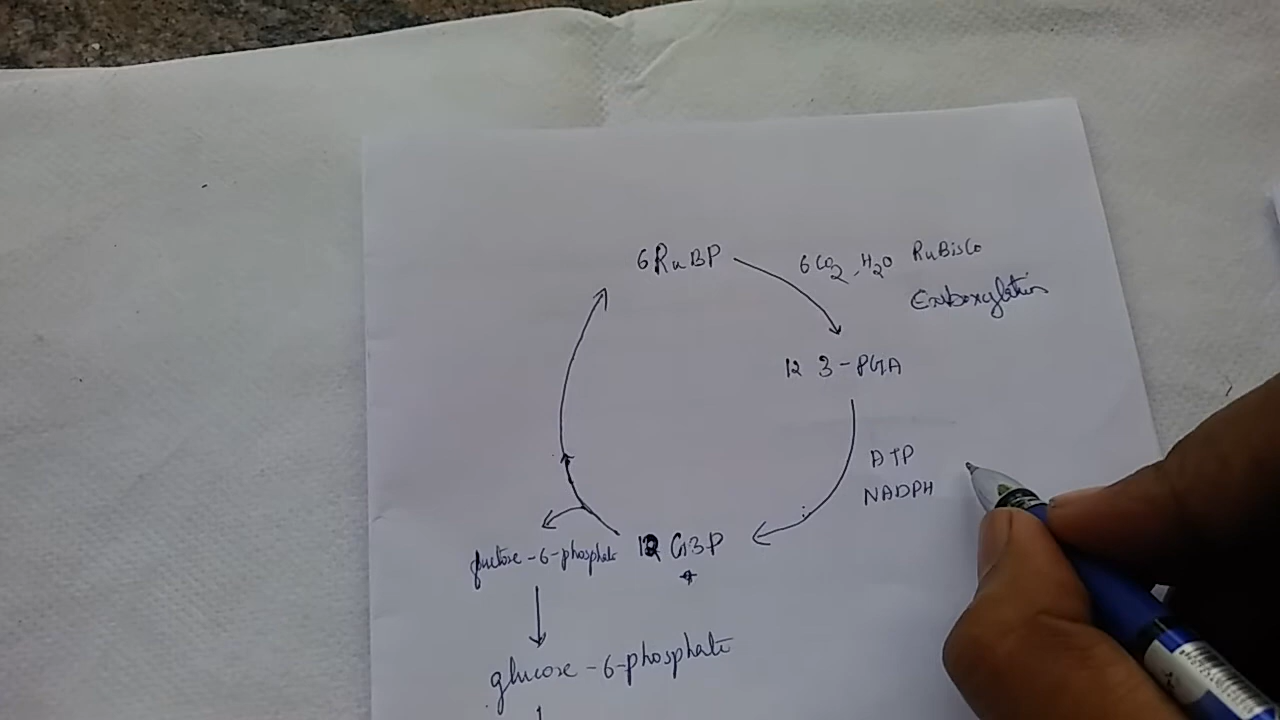 6RuBP
6CO2, H2O RuBisCo
Carboxylation
12 3-PGA
ATP
NADPH
12 G3P
fructose-6-phosphate
glucose-6-phosphate